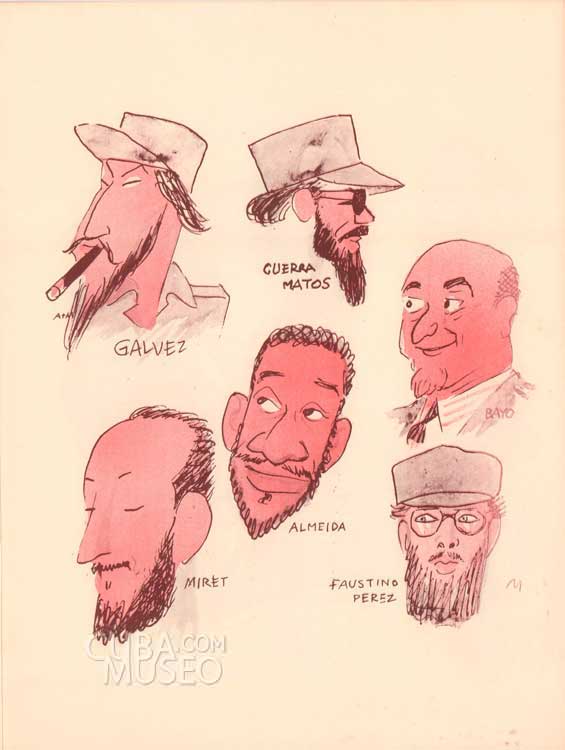 GALVEZ
GUERRA
MATOS
BAYO
ALMEIDA
MIRET
FAUSTINO
PEREZ
CUBA.COM
MUSEO